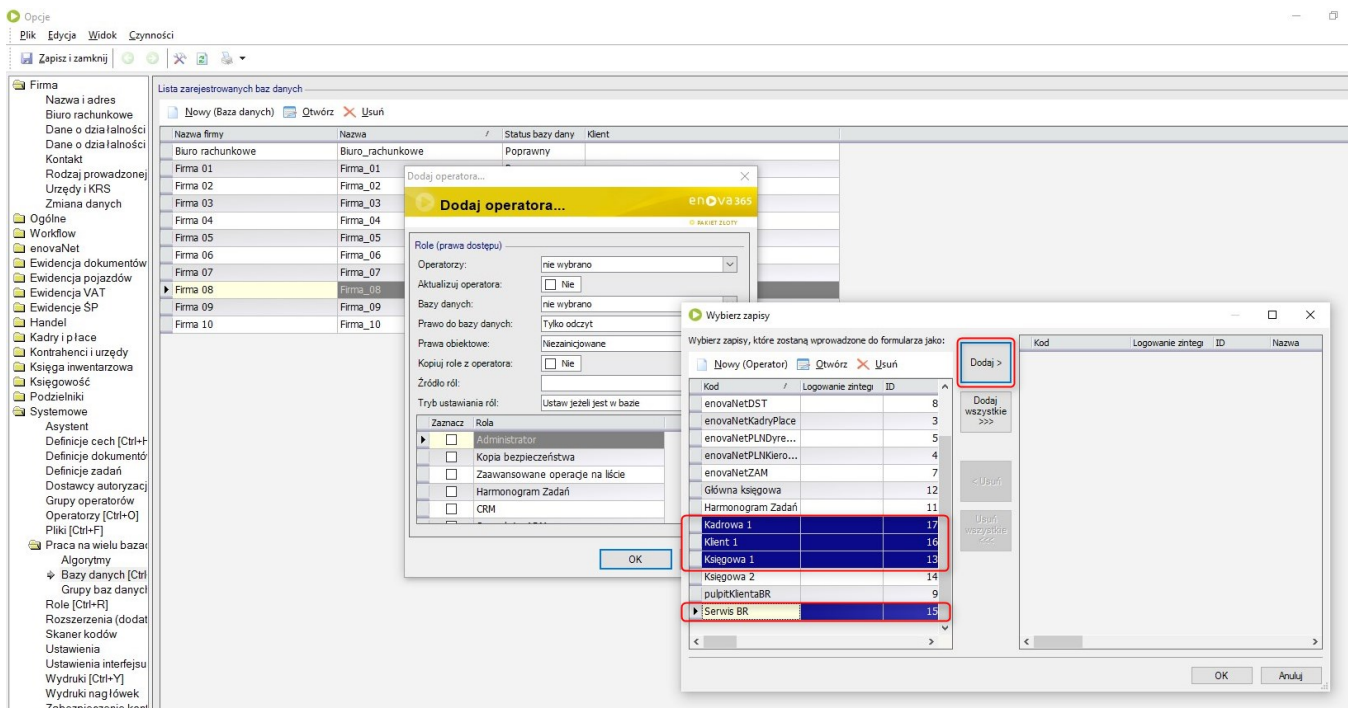 Opcje
Plik Edycja Widok Czynności
Zapisz i zamknij
Firma
Nazwa i adres
Biuro rachunkowe
Dane o działalności
Dane o działalności
Kontakt
Rodzaj prowadzonej
Urzędy i KRS
Zmiana danych
Ogólne
Workflow
enovaNet
Ewidencja dokumentów
Ewidencja pojazdów
Ewidencja VAT
Ewidencje ŚP
Handel
Kadry i płace
Kontrahenci i urzędy
Księga inwentarzowa
Księgowość
Podzielniki
Systemowe
Asystent
Definicje cech [Ctrl+H
Definicje dokumentó
Definicje zadań
Dostawcy autoryzacj
Grupy operatorów
Operatorzy [Ctrl+O]
Pliki [Ctrl+F]
Praca na wielu bazac
Algorytmy
Bazy danych [Ctrl
Grupy baz danych
Role [Ctrl+R]
Rozszerzenia (dodat
Skaner kodów
Ustawienia
Ustawienia interfejsu
Wydruki [Ctrl+Y]
Wydruki nagłówek
Lista zarejestrowanych baz danych
Nowy (Baza danych) Otwórz Usuń
Nazwa firmy Nazwa / Status bazy dany Klient
Biuro rachunkowe Biuro_rachunkowe Poprawny
Firma 01 Firma_01
Firma 02 Firma_02
Firma 03 Firma_03
Firma 04 Firma_04
Firma 05 Firma_05
Firma 06 Firma_06
Firma 07 Firma_07
Firma 08 Firma_08
Firma 09 Firma_09
Firma 10 Firma_10
Dodaj operatora...
Dodaj operatora...
enova365
PAKIET ZŁOTY
Role (prawa dostępu)
Operatorzy: nie wybrano
Aktualizuj operatora: Nie
Bazy danych: nie wybrano
Prawo do bazy danych: Tylko odczyt
Prawa obiektowe: Niezainicjowane
Kopiuj role z operatora: Nie
Źródło ról:
Tryb ustawiania ról: Ustaw jeżeli jest w bazie
Zaznacz Rola
Administrator
Kopia bezpieczeństwa
Zaawansowane operacje na liście
Harmonogram Zadań
CRM
OK
Wybierz zapisy
Wybierz zapisy, które zostaną wprowadzone do formularza jako:
Nowy (Operator) Otwórz Usuń
Kod / Logowanie zintegr ID
enovaNetDST 8
enovaNetKadryPlace 3
enovaNetPLNDyre... 5
enovaNetPLNKiero... 4
enovaNetZAM 7
Główna księgowa 12
Harmonogram Zadań 11
Kadrowa 1 17
Klient 1 16
Księgowa 1 13
Księgowa 2 14
pulpitKlientaBR 9
Serwis BR 15
Dodaj >
Dodaj
wszystkie
>>>
< Usuń
Usuń
wszystkie
<<<
Kod Logowanie zintegr ID Nazwa
OK Anuluj